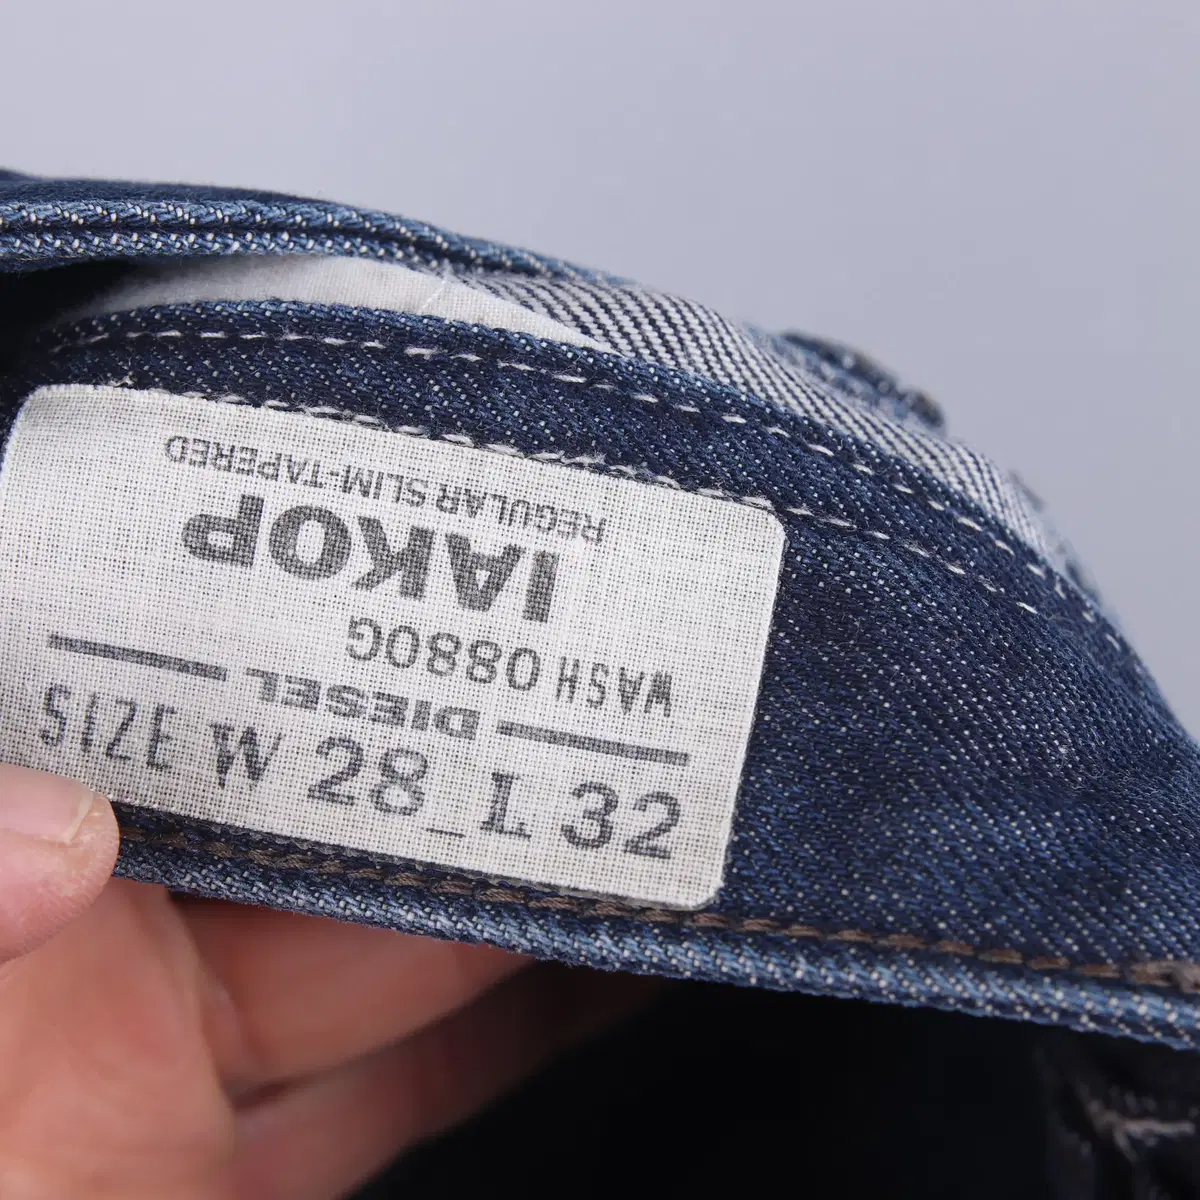 SIZE W 28_L 32
DIESEL
WASH 0880G
IAKOP
REGULAR SLIM-TAPERED